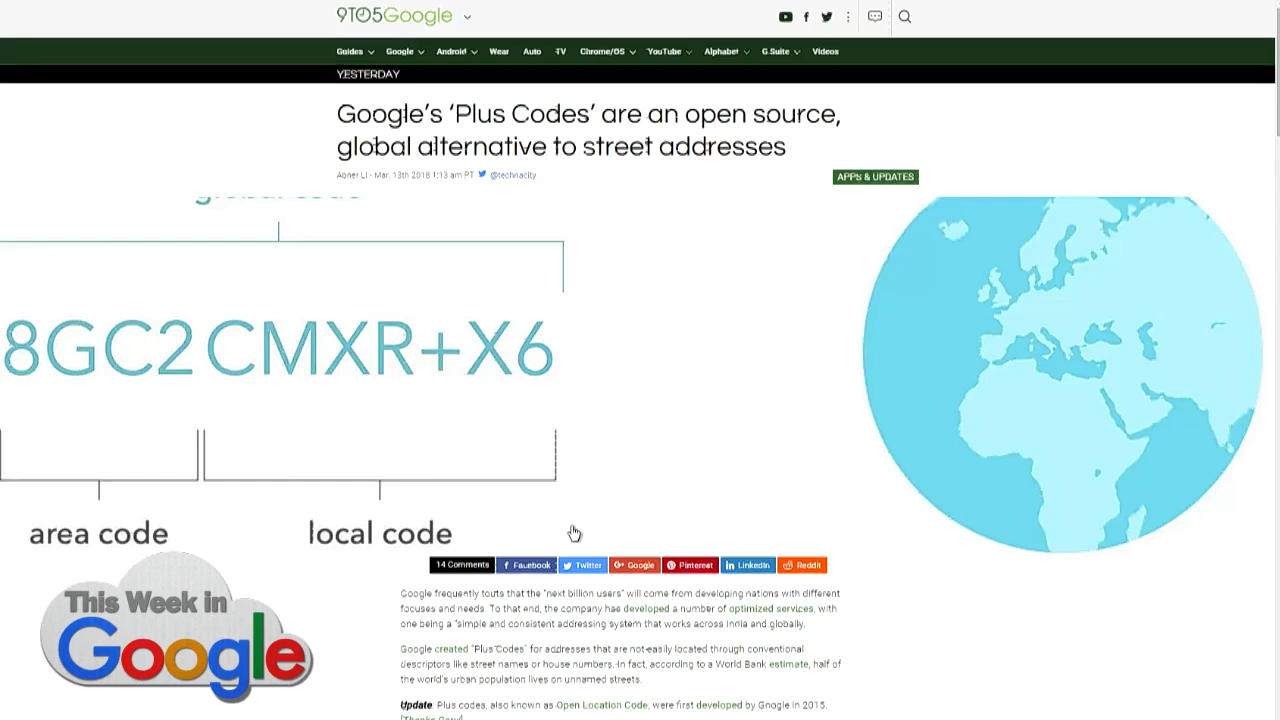 9TO5Google
Guides Google Android Wear Auto TV Chrome/OS YouTube Alphabet G Suite Videos
YESTERDAY
Google's 'Plus Codes' are an open source,
global alternative to street addresses
Abner Li - Mar. 13th 2018 1:13 am PT @technacity
APPS & UPDATES
global code
8GC2 CMXR+X6
area code local code
14 Comments Facebook Twitter Google Pinterest LinkedIn Reddit
Google frequently touts that the "next billion users" will come from developing nations with different
focuses and needs. To that end, the company has developed a number of optimized services, with
one being a "simple and consistent addressing system that works across India and globally.
Google created "Plus Codes" for addresses that are not easily located through conventional
descriptors like street names or house numbers. In fact, according to a World Bank estimate, half of
the world's urban population lives on unnamed streets.
Update: Plus codes, also known as Open Location Code, were first developed by Google in 2015.
[Thanks Gary]
This Week in
Google